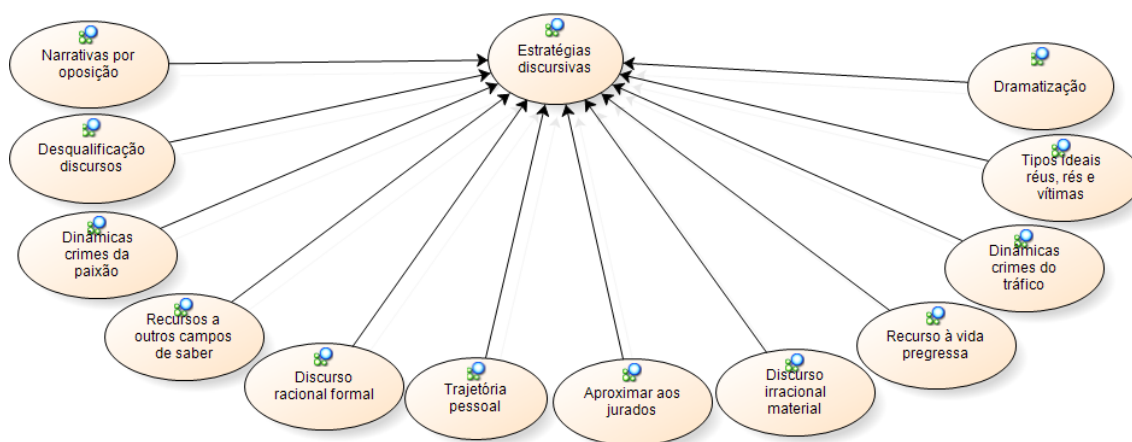 Estratégias
discursivas
Narrativas por
oposição
Desqualificação
discursos
Dinâmicas
crimes da
paixão
Recursos a
outros campos
de saber
Discurso
racional formal
Trajetória
pessoal
Aproximar aos
jurados
Discurso
irracional
material
Recurso à vida
pregressa
Dinâmicas
crimes do
tráfico
Tipos Ideais
réus, rés e
vítimas
Dramatização